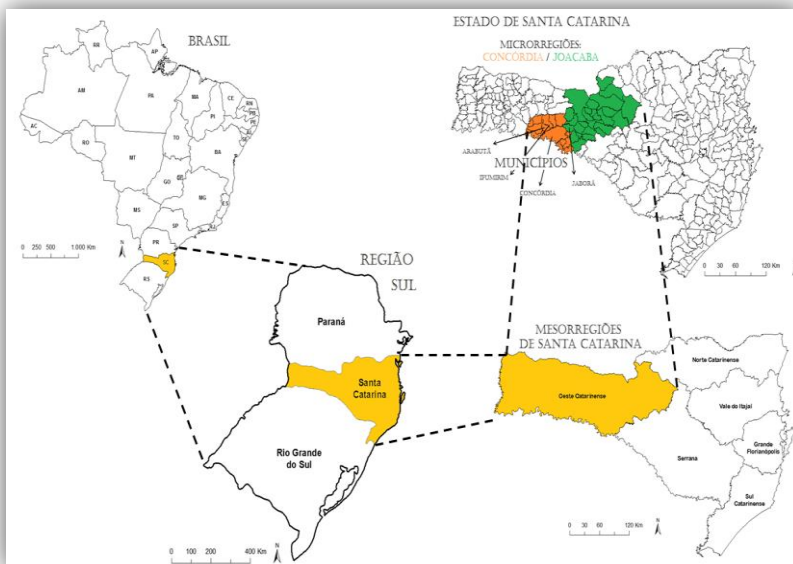 BRASIL
AP
AM
PA
MA
CE
RN
PI
AC
RO
TO
MT
BA
GO
DF
MG
MS
ES
SP
RJ
PR
SC
RS
0 250 500 1.000 Km
N
ESTADO DE SANTA CATARINA
MICRORREGIÕES:
CONCÓRDIA / JOAÇABA
ARABUTÃ
MUNICÍPIOS
IPUMIRIM
JABORÁ
CONCÓRDIA
0 30 60 120 Km
REGIÃO
SUL
Paraná
Santa
Catarina
Rio Grande
do Sul
0 100 200 400 Km
N
MESORREGIÕES
DE SANTA CATARINA
Norte Catarinense
Oeste Catarinense
Vale do Itajaí
Grande
Florianópolis
Serrana
Sul
Catarinense
0 30 60 120 Km
N